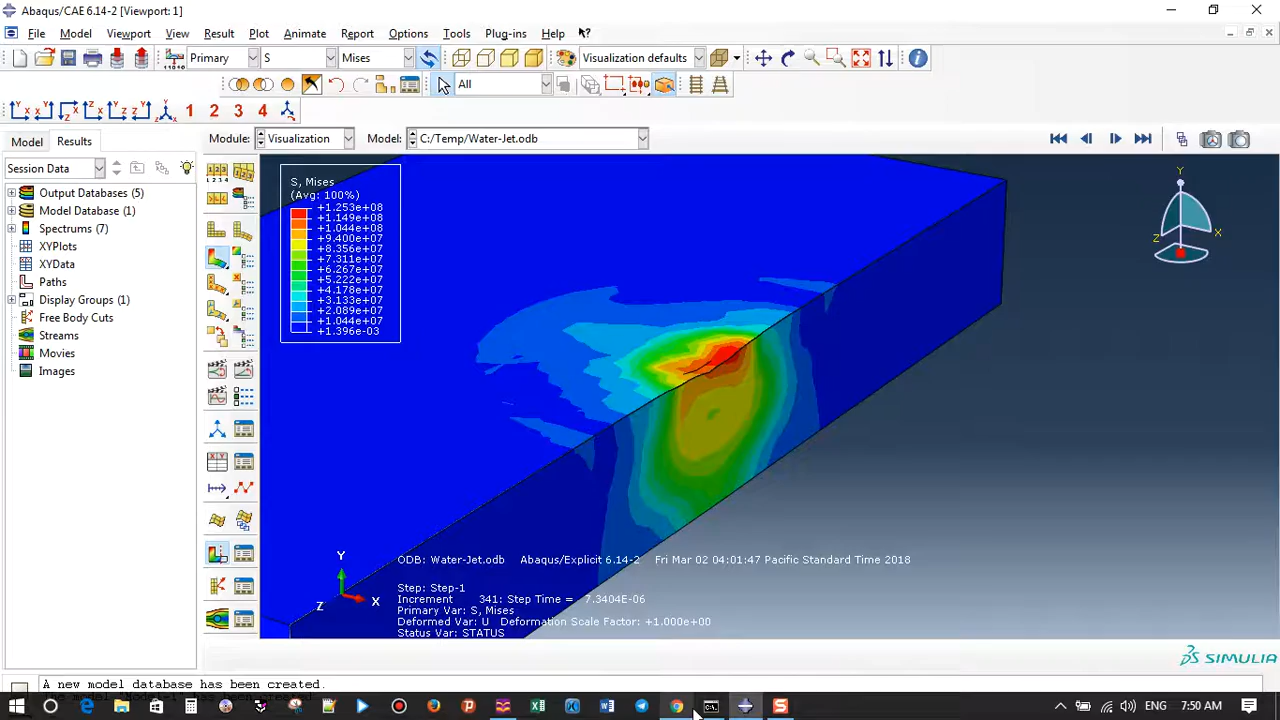 Abaqus/CAE 6.14-2 [Viewport: 1]
File Model Viewport View Result Plot Animate Report Options Tools Plug-ins Help
Primary S Mises Visualization defaults
All
1 2 3 4
Model Results Module: Visualization Model: C:/Temp/Water-Jet.odb
Session Data
Output Databases (5)
Model Database (1)
Spectrums (7)
XYPlots
XYData
Paths
Display Groups (1)
Free Body Cuts
Streams
Movies
Images
S, Mises
(Avg: 100%)
+1.253e+08
+1.149e+08
+1.044e+08
+9.400e+07
+8.356e+07
+7.311e+07
+6.267e+07
+5.222e+07
+4.178e+07
+3.133e+07
+2.089e+07
+1.044e+07
+1.396e-03
Y
Z X
Y
Z X
ODB: Water-Jet.odb Abaqus/Explicit 6.14-2 Fri Mar 02 04:01:47 Pacific Standard Time 2018
Step: Step-1
Increment 341: Step Time = 7.3404E-06
Primary Var: S, Mises
Deformed Var: U Deformation Scale Factor: +1.000e+00
Status Var: STATUS
SIMULIA
A new model database has been created.
ENG 7:50 AM